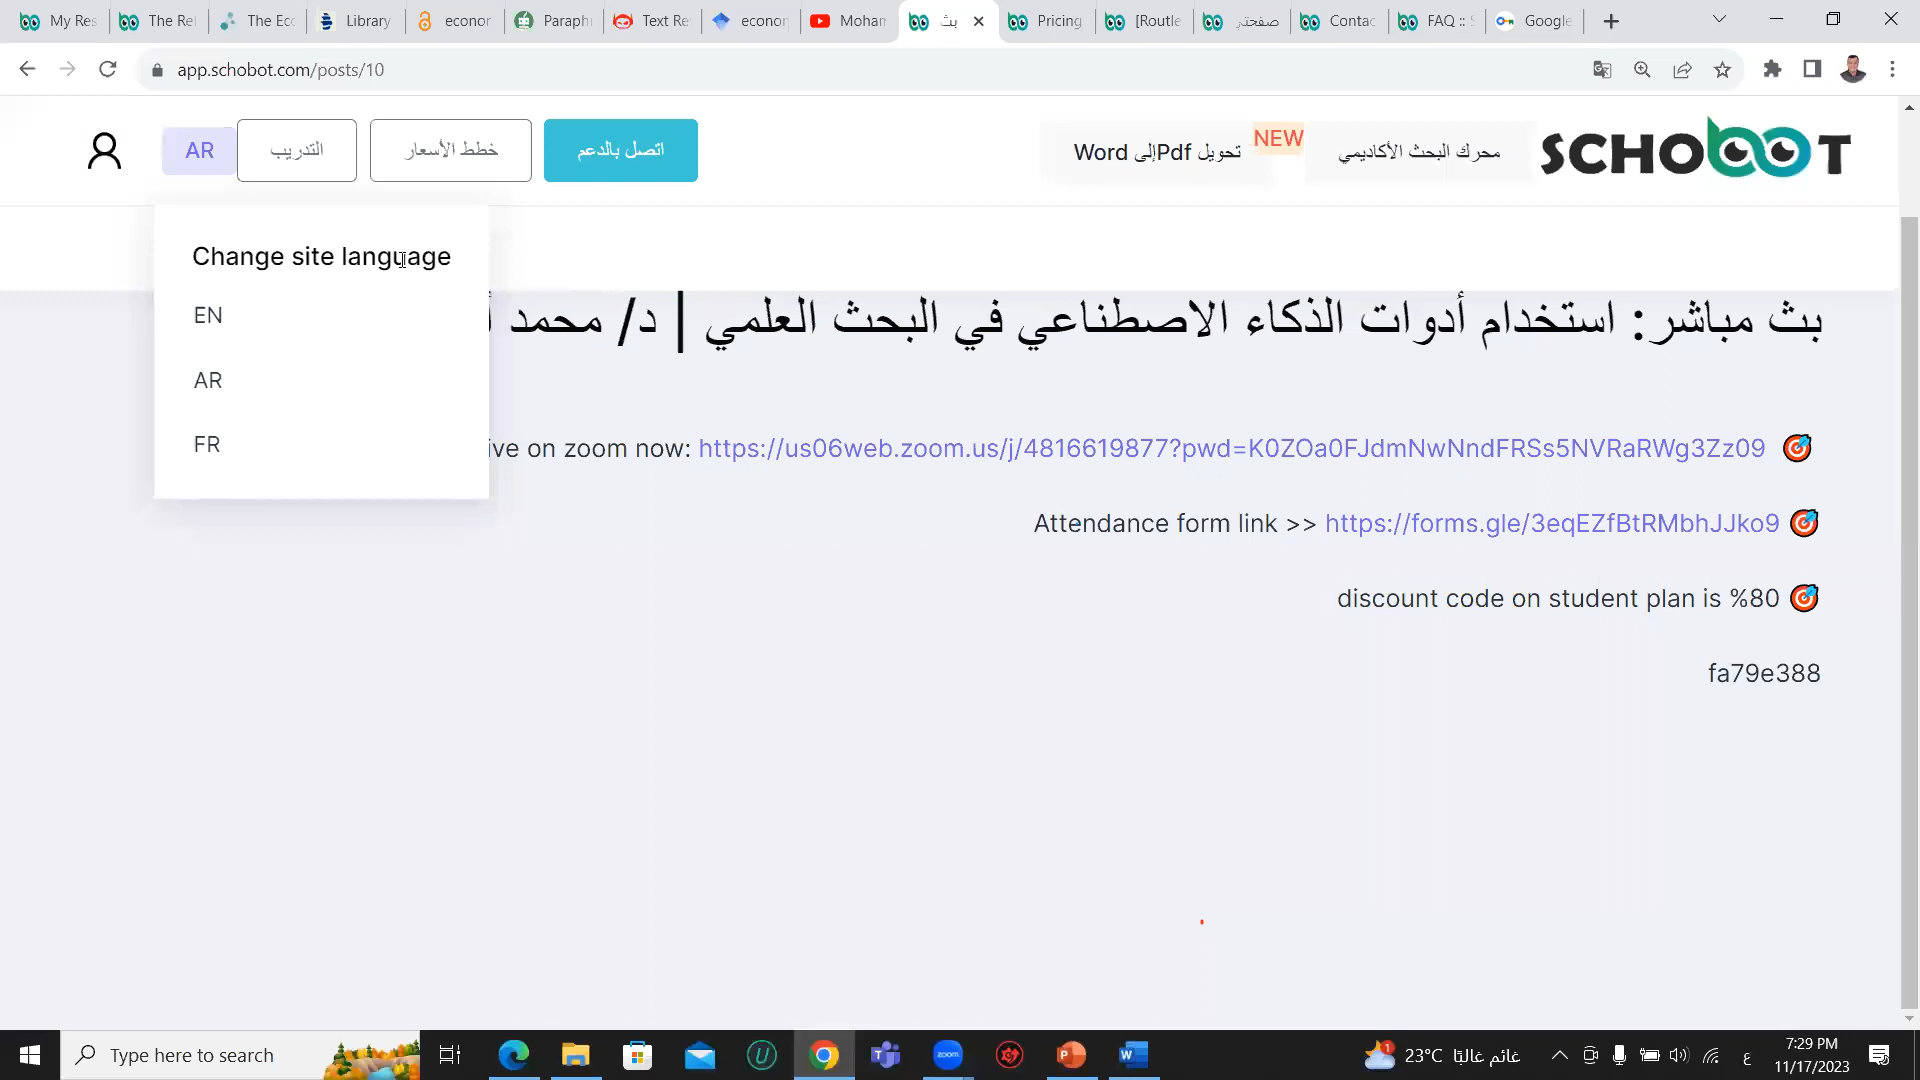 My Res
The Rel
The Eco
Library
econor
Paraph
Text Re
econor
Mohan
بث
Pricing
[Routle
صفحتي
Contac
FAQ ::
Google
app.schobot.com/posts/10
AR
التدريب
خطط الأسعار
اتصل بالدعم
تحويل Pdfإلى Word
NEW
محرك البحث الأكاديمي
SCHOBOT
Change site language
EN
AR
FR
بث مباشر: استخدام أدوات الذكاء الاصطناعي في البحث العلمي | د/ محمد
ive on zoom now: https://us06web.zoom.us/j/4816619877?pwd=K0ZOa0FJdmNwNndFRSs5NVRaRWg3Zz09
Attendance form link >> https://forms.gle/3eqEZfBtRMbhJJko9
discount code on student plan is %80
fa79e388
Type here to search
zoom
23°C غائم غالبًا
ع
7:29 PM
11/17/2023